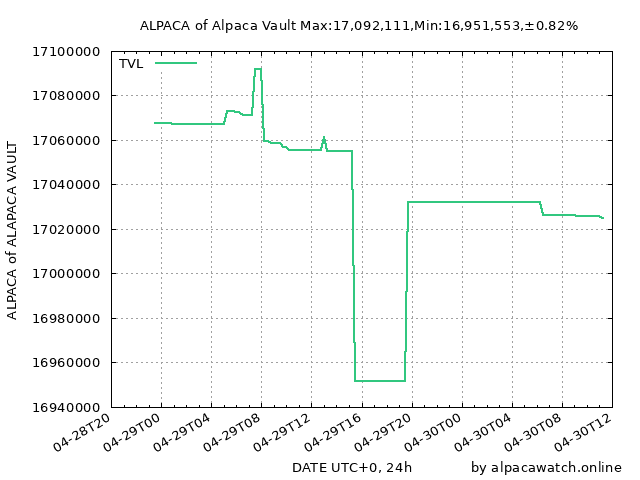 ALPACA of Alpaca Vault Max:17,092,111,Min:16,951,553,±0.82%
17100000
TVL
17080000
17060000
17040000
17020000
17000000
16980000
16960000
16940000
ALPACA of ALAPACA VAULT
04-28T20
04-29T00
04-29T04
04-29T08
04-29T12
04-29T16
04-29T20
04-30T00
04-30T04
04-30T08
04-30T12
DATE UTC+0, 24h
by alpacawatch.online